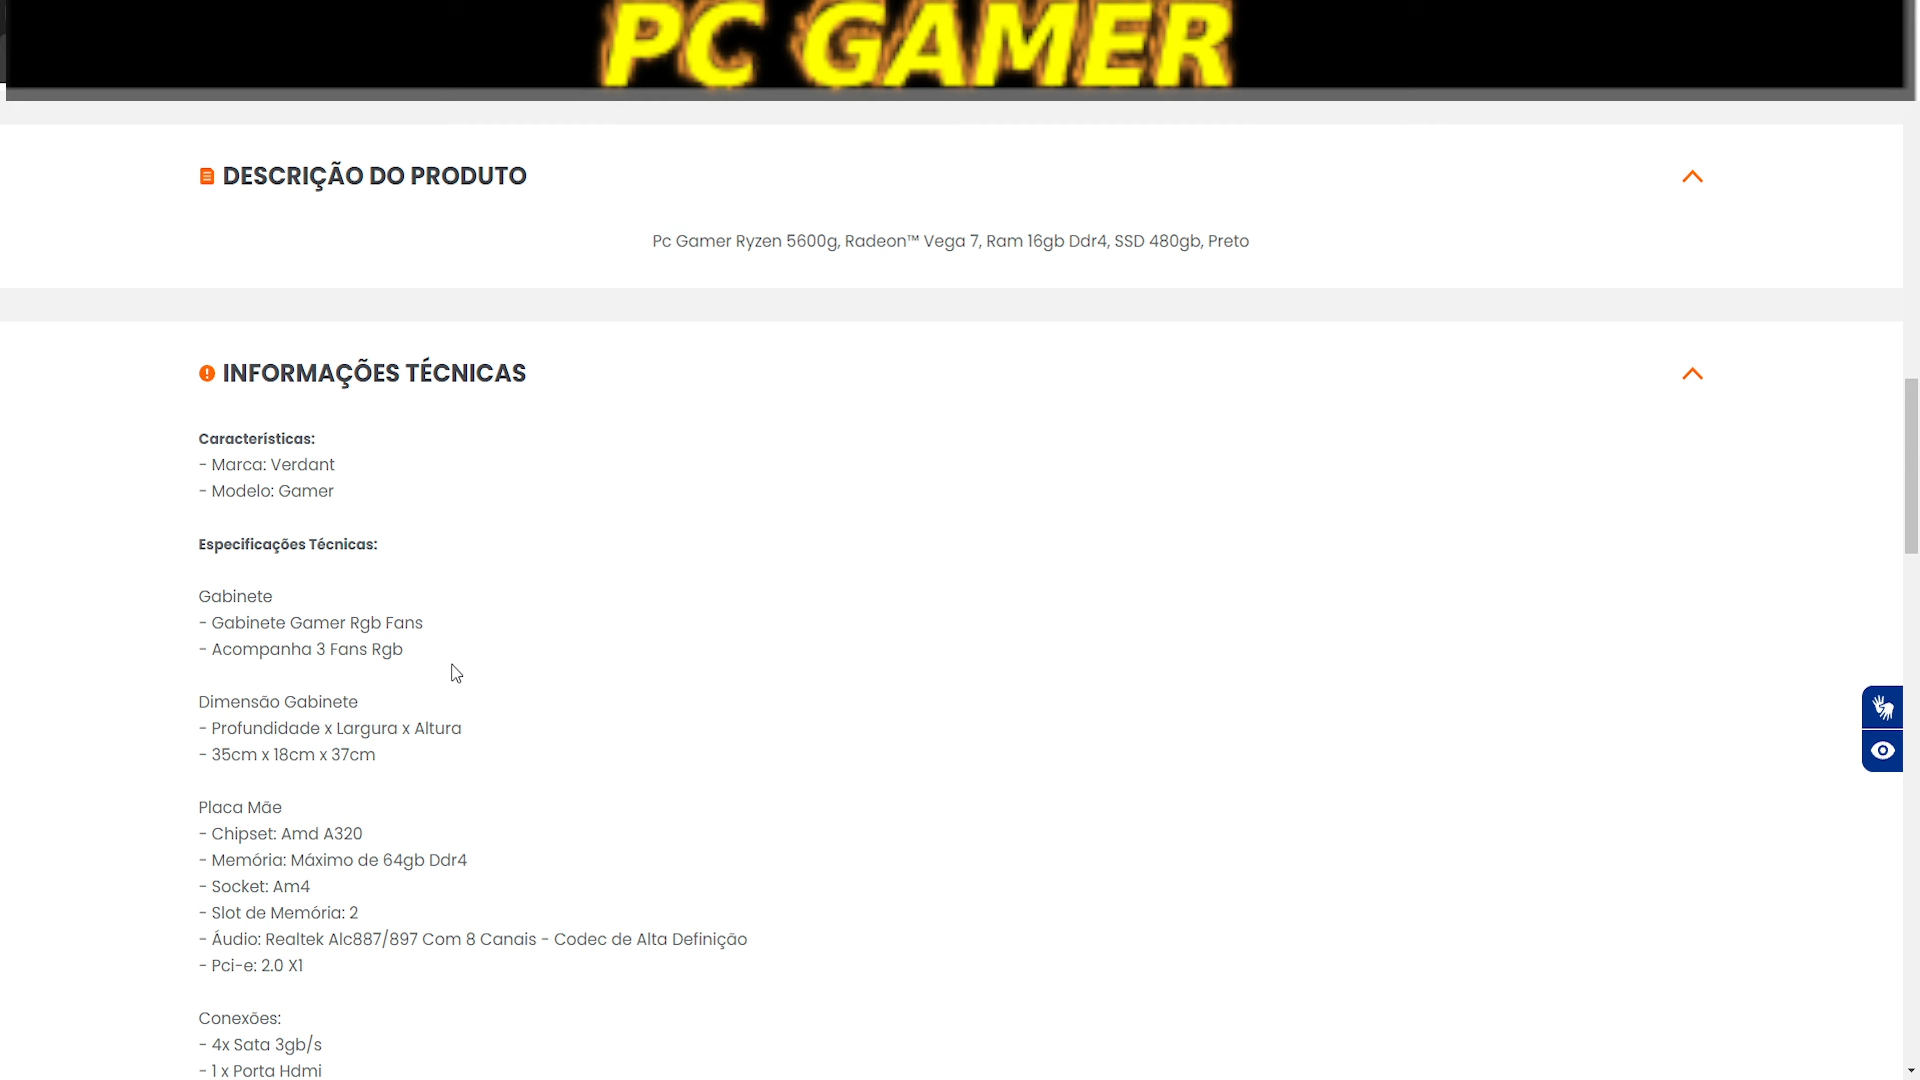 PC GAMER
DESCRIÇÃO DO PRODUTO
Pc Gamer Ryzen 5600g, Radeon™ Vega 7, Ram 16gb Ddr4, SSD 480gb, Preto
INFORMAÇÕES TÉCNICAS
Características:
- Marca: Verdant
- Modelo: Gamer
Especificações Técnicas:
Gabinete
- Gabinete Gamer Rgb Fans
- Acompanha 3 Fans Rgb
Dimensão Gabinete
- Profundidade x Largura x Altura
- 35cm x 18cm x 37cm
Placa Mãe
- Chipset: Amd A320
- Memória: Máximo de 64gb Ddr4
- Socket: Am4
- Slot de Memória: 2
- Áudio: Realtek Alc887/897 Com 8 Canais - Codec de Alta Definição
- Pci-e: 2.0 X1
Conexões:
- 4x Sata 3gb/s
- 1 x Porta Hdmi